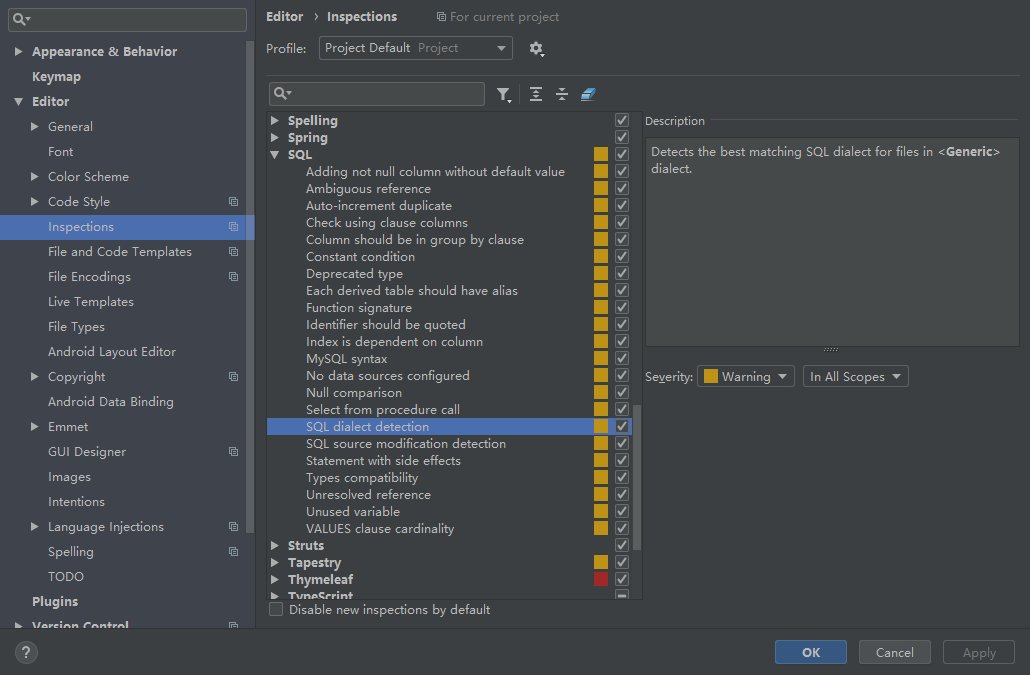 Appearance & Behavior
Keymap
Editor
General
Font
Color Scheme
Code Style
Inspections
File and Code Templates
File Encodings
Live Templates
File Types
Android Layout Editor
Copyright
Android Data Binding
Emmet
GUI Designer
Images
Intentions
Language Injections
Spelling
TODO
Plugins
Version Control
?
Editor › Inspections For current project
Profile: Project Default Project
Spelling
Spring
SQL
Adding not null column without default value
Ambiguous reference
Auto-increment duplicate
Check using clause columns
Column should be in group by clause
Constant condition
Deprecated type
Each derived table should have alias
Function signature
Identifier should be quoted
Index is dependent on column
MySQL syntax
No data sources configured
Null comparison
Select from procedure call
SQL dialect detection
SQL source modification detection
Statement with side effects
Types compatibility
Unresolved reference
Unused variable
VALUES clause cardinality
Struts
Tapestry
Thymeleaf
TypeScript
Disable new inspections by default
Description
Detects the best matching SQL dialect for files in <Generic>
dialect.
Severity: Warning In All Scopes
OK Cancel Apply